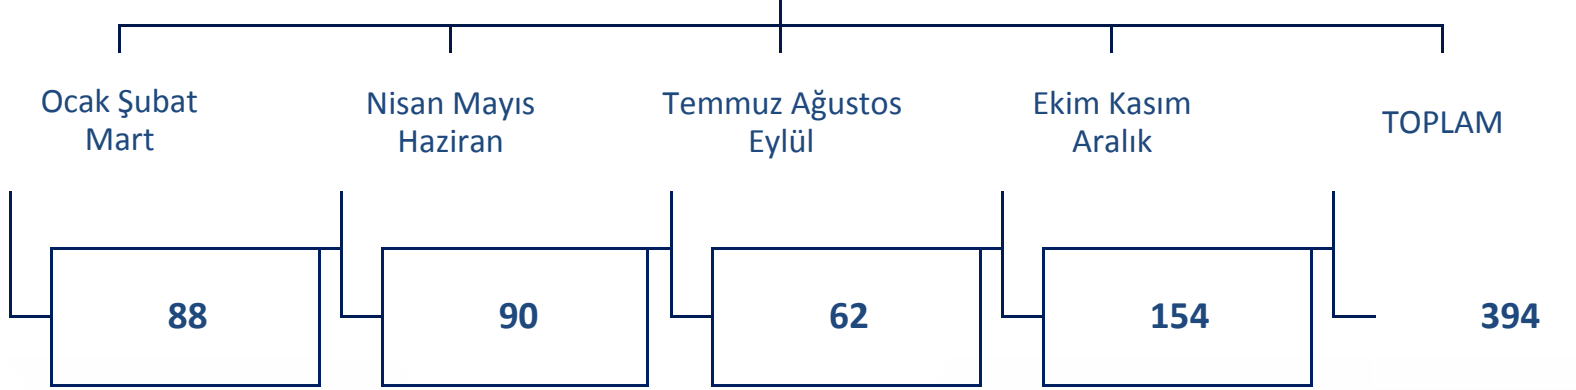 Ocak Şubat
Mart
Nisan Mayıs
Haziran
Temmuz Ağustos
Eylül
Ekim Kasım
Aralık
TOPLAM
88
90
62
154
394